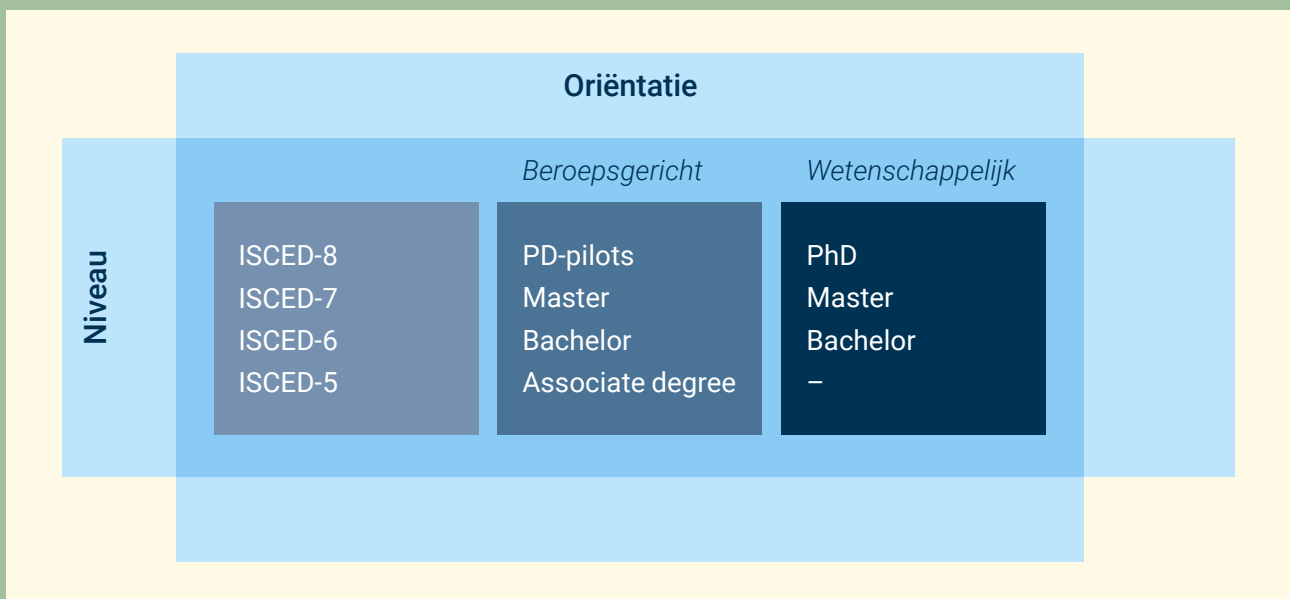 Oriëntatie
Niveau
Beroepsgericht Wetenschappelijk
ISCED-8 PD-pilots PhD
ISCED-7 Master Master
ISCED-6 Bachelor Bachelor
ISCED-5 Associate degree –